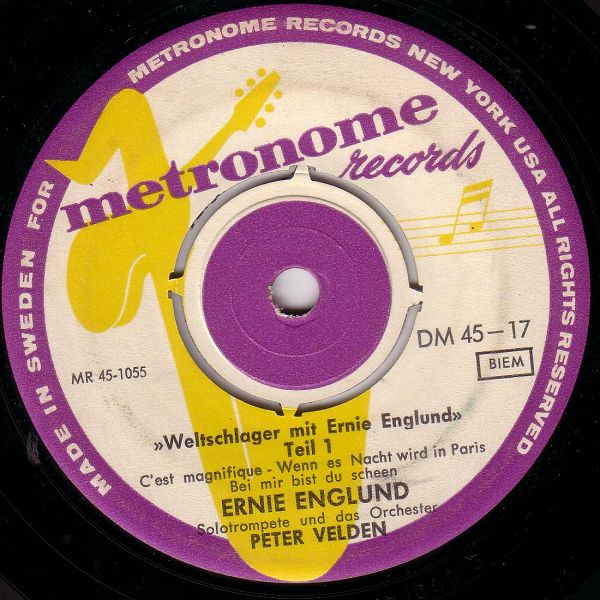 MADE IN SWEDEN FOR METRONOME RECORDS NEW YORK USA ALL RIGHTS RESERVED
metronome
records
DM 45-17
BIEM
MR 45-1055
»Weltschlager mit Ernie Englund»
Teil 1
C'est magnifique - Wenn es Nacht wird in Paris
Bei mir bist du scheen
ERNIE ENGLUND
Solotrompete und das Orchester
PETER VELDEN